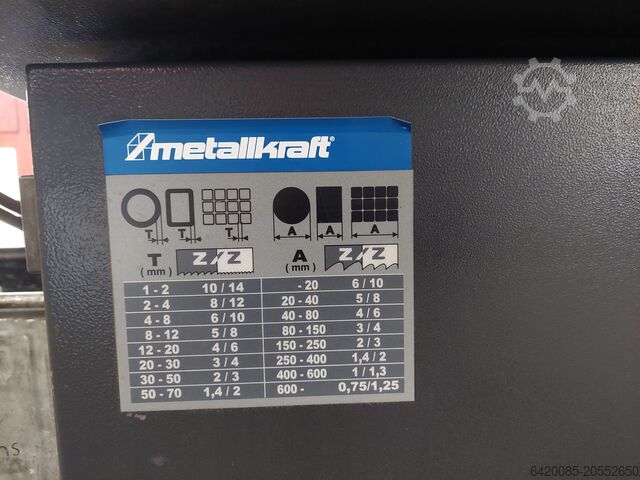 metallkraft®
T T T A A A
T Z/Z A Z/Z
(mm) (mm)
1 - 2 10 / 14 - 20 6 / 10
2 - 4 8 / 12 20 - 40 5 / 8
4 - 8 6 / 10 40 - 80 4 / 6
8 - 12 5 / 8 80 - 150 3 / 4
12 - 20 4 / 6 150 - 250 2 / 3
20 - 30 3 / 4 250 - 400 1,4 / 2
30 - 50 2 / 3 400 - 600 1 / 1,3
50 - 70 1,4 / 2 600 - 0,75/1,25
6420085-20552650